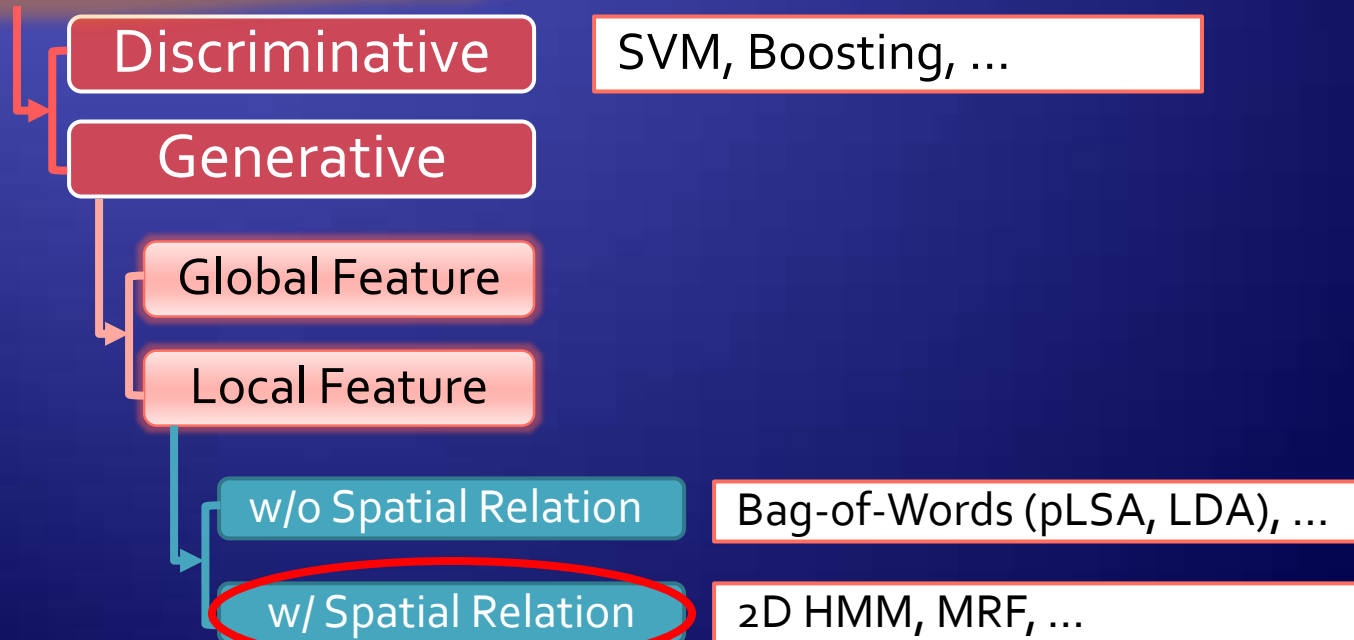 Discriminative
SVM, Boosting, ...
Generative
Global Feature
Local Feature
w/o Spatial Relation
Bag-of-Words (pLSA, LDA), ...
w/ Spatial Relation
2D HMM, MRF, ...